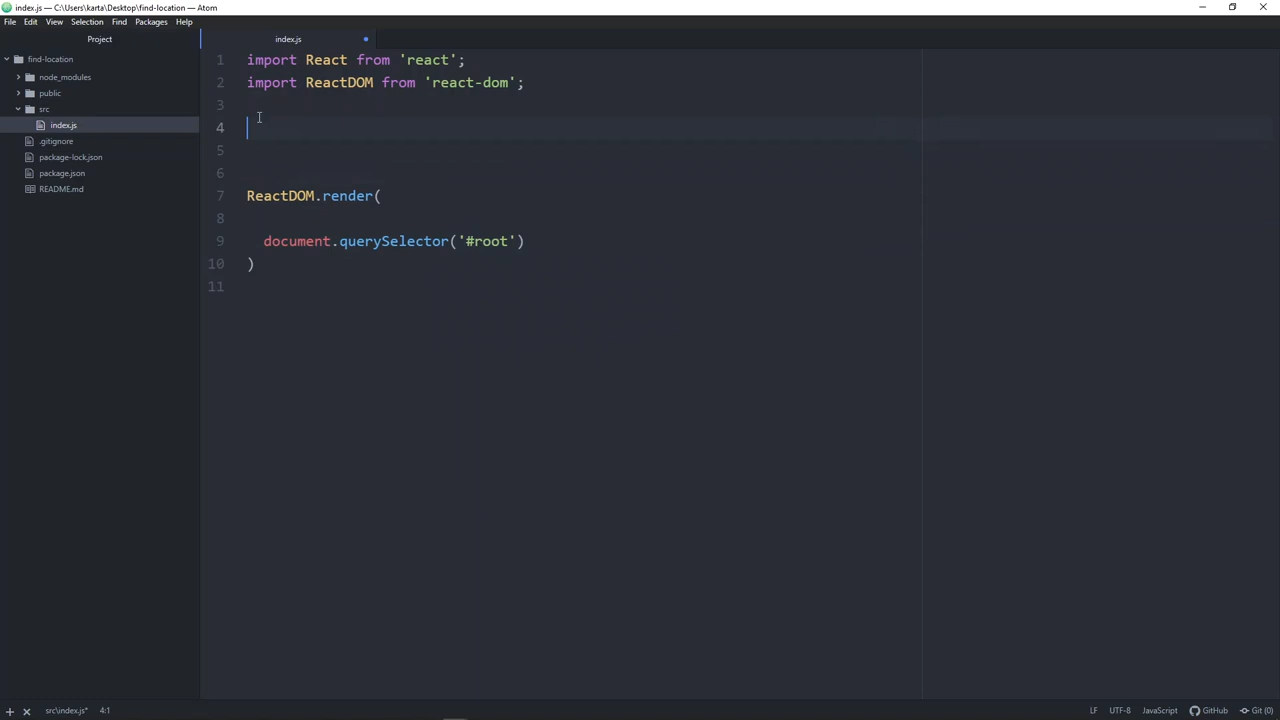 index.js — C:\Users\karta\Desktop\find-location — Atom
File Edit View Selection Find Packages Help
Project
index.js
find-location
node_modules
public
src
index.js
.gitignore
package-lock.json
package.json
README.md
1 import React from 'react';
2 import ReactDOM from 'react-dom';
3
4
5
6
7 ReactDOM.render(
8
9 document.querySelector('#root')
10 )
11
src\index.js* 4:1 LF UTF-8 JavaScript GitHub Git (0)